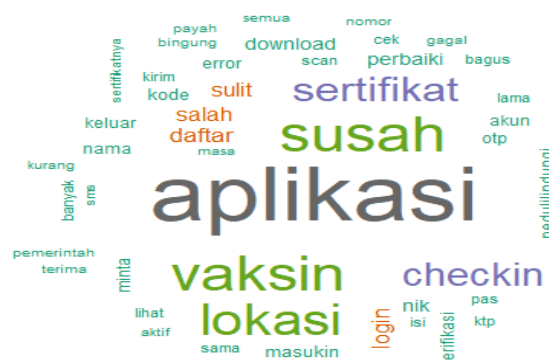 semua
nomor
payah
bingung
download
cek
gagal
error
scan
perbaiki
bagus
sertifikatnya
kirim
kode
sulit
sertifikat
lama
salah
akun
keluar
daftar
susah
otp
nama
masa
kurang
banyak
sms
aplikasi
pedulilindungi
pemerintah
terima
minta
vaksin
checkin
lihat
aktif
lokasi
login
nik
isi
pas
ktp
sama
masukin
erifikasi